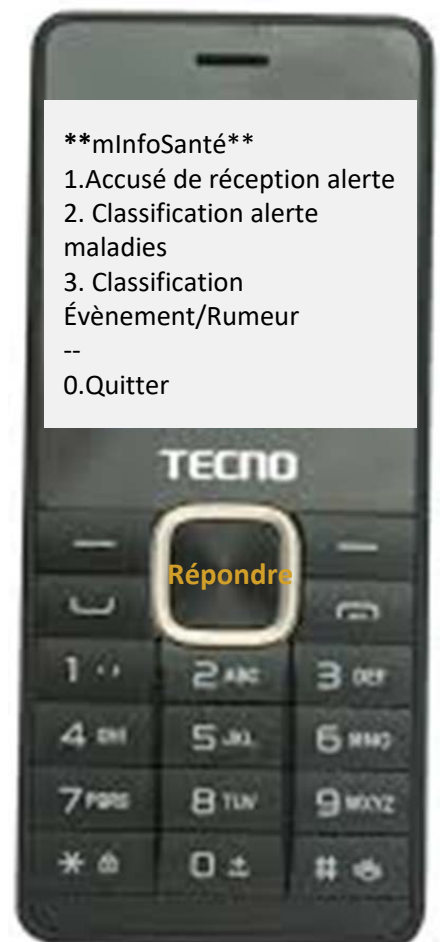 **mInfoSanté**
1.Accusé de réception alerte
2. Classification alerte
maladies
3. Classification
Évènement/Rumeur
--
0.Quitter
TECNO
Répondre
1
2 ABC
3 DEF
4 GHI
5 JKL
6 MNO
7 PQRS
8 TUV
9 WXYZ
*
0
#